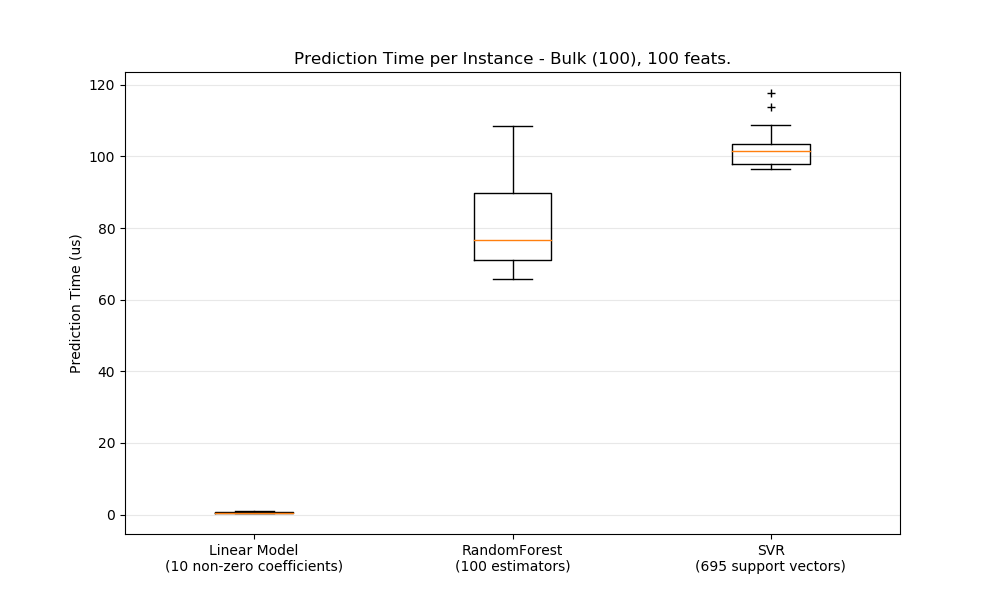 Prediction Time per Instance - Bulk (100), 100 feats.
120
100
80
60
40
20
0
Prediction Time (us)
Linear Model
(10 non-zero coefficients)
RandomForest
(100 estimators)
SVR
(695 support vectors)